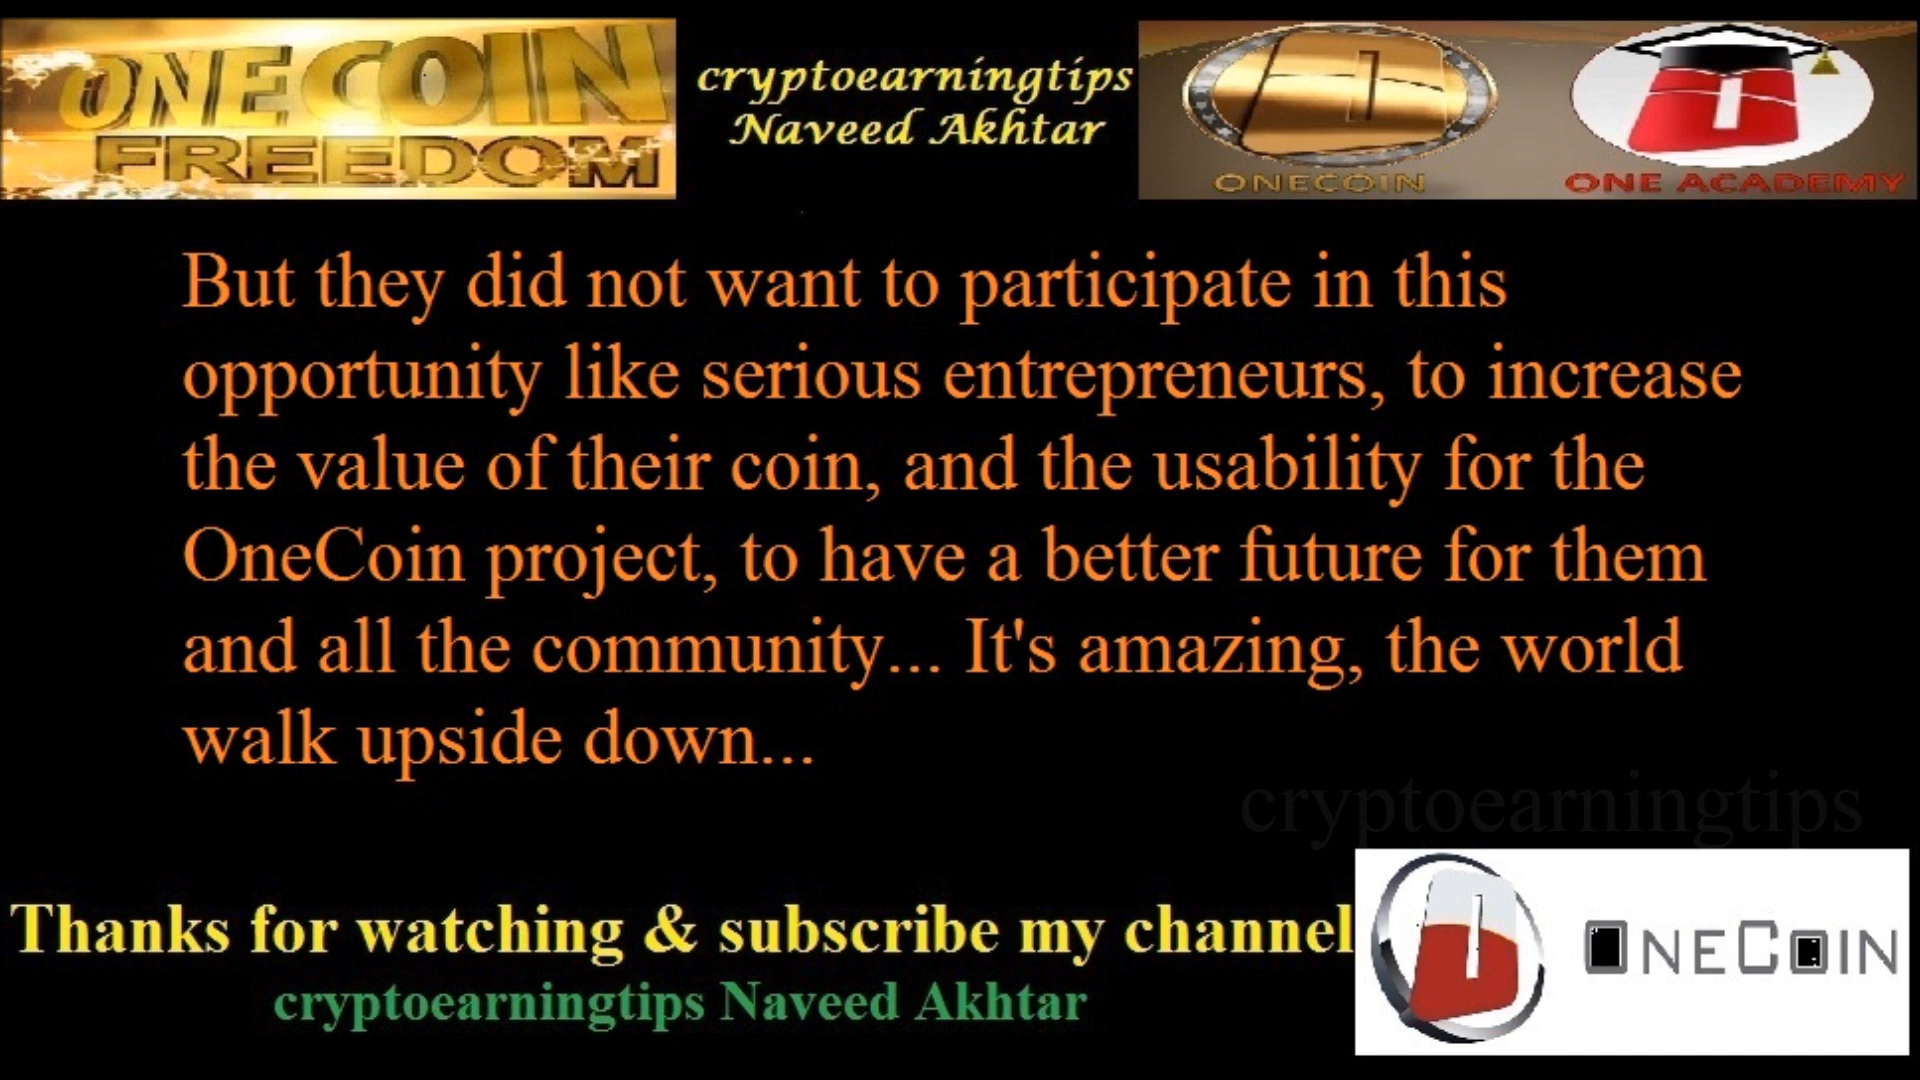 ONE COIN
FREEDOM
cryptoearningtips
Naveed Akhtar
ONECOIN
ONE ACADEMY
But they did not want to participate in this
opportunity like serious entrepreneurs, to increase
the value of their coin, and the usability for the
OneCoin project, to have a better future for them
and all the community... It's amazing, the world
walk upside down...
cryptoearningtips
Thanks for watching & subscribe my channel
cryptoearningtips Naveed Akhtar
ONECOIN